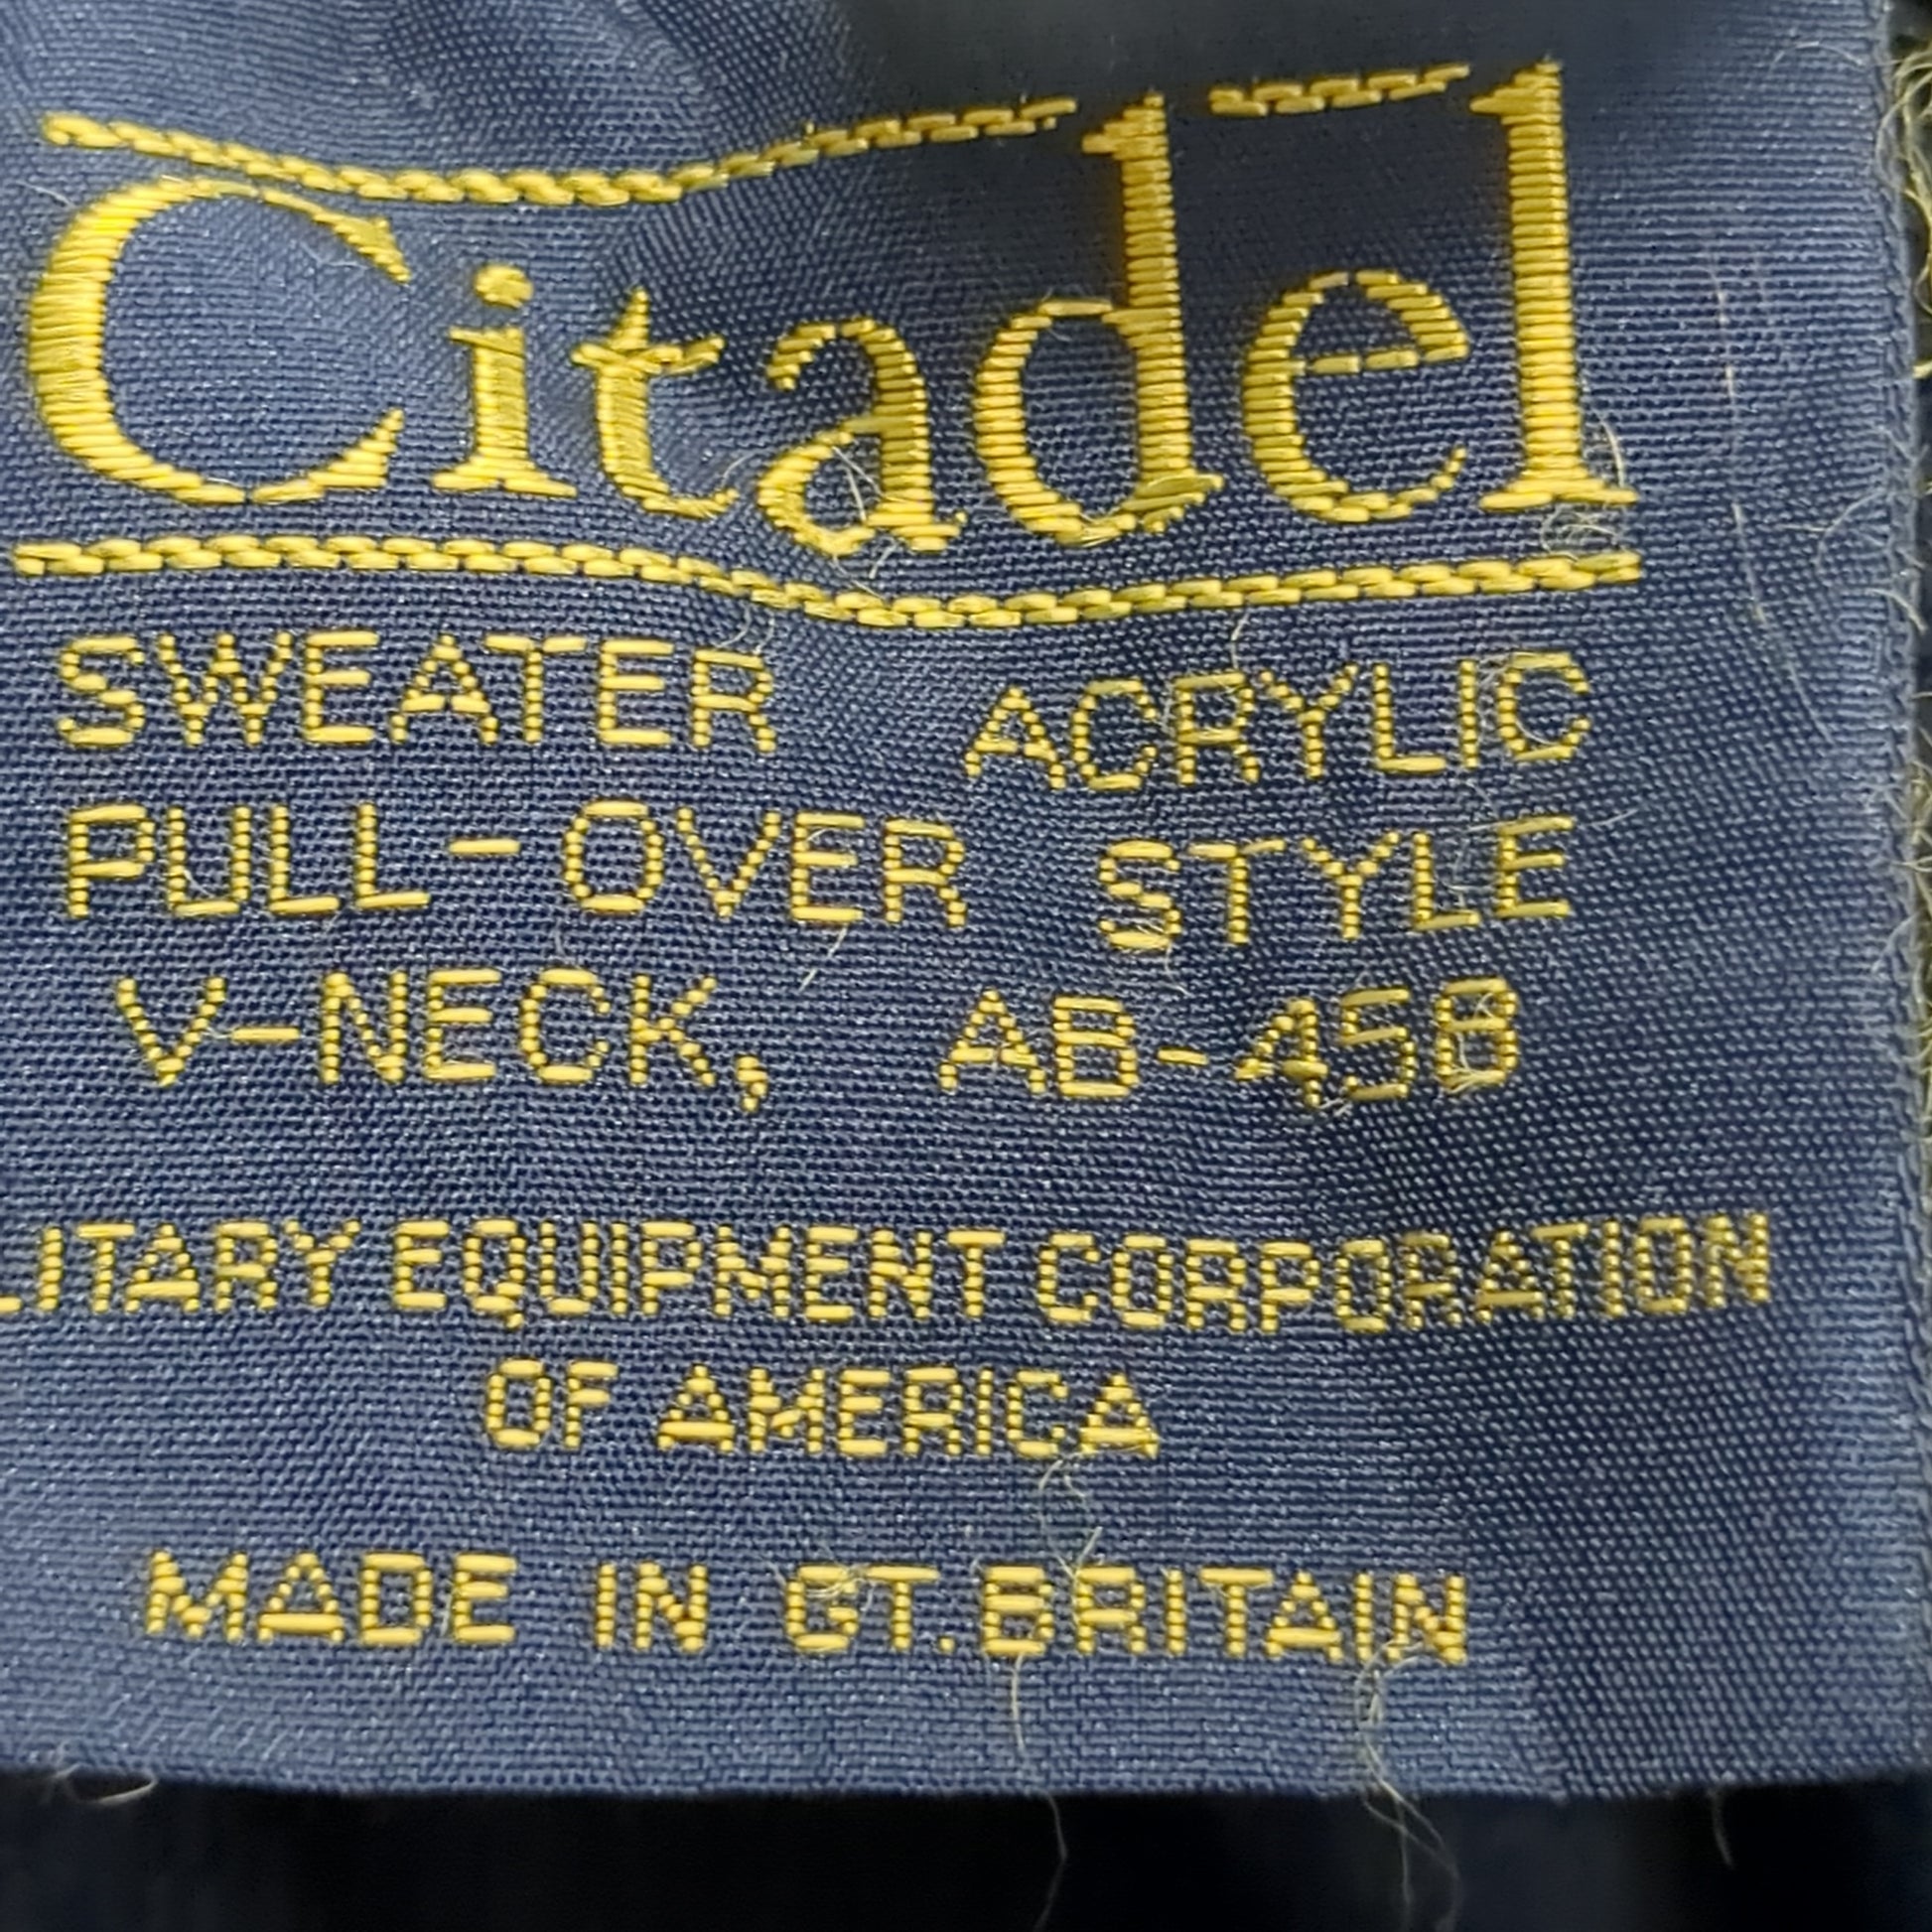 Citadel
SWEATER ACRYLIC
PULL-OVER STYLE
V-NECK, AB-458
LITARY EQUIPMENT CORPORATION
OF AMERICA
MADE IN GT. BRITAIN